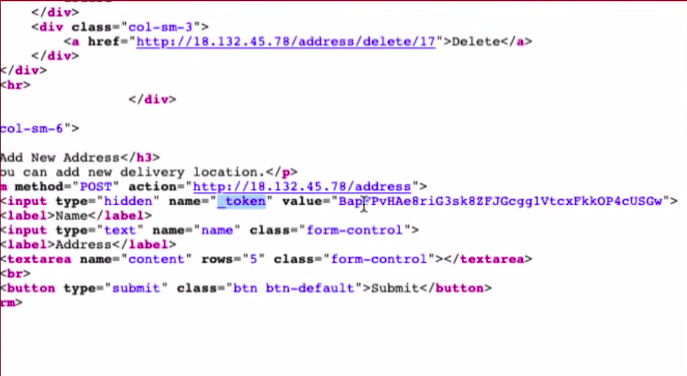 </div>
<div class="col-sm-3">
<a href="http://18.132.45.78/address/delete/17">Delete</a>
</div>
</div>
<hr>
</div>
col-sm-6">
Add New Address</h3>
ou can add new delivery location.</p>
m method="POST" action="http://18.132.45.78/address">
<input type="hidden" name="_token" value="BapFPvHAe8riG3sk8ZFJGcgglVtcxFkkOP4cUSGw">
<label>Name</label>
<input type="text" name="name" class="form-control">
<label>Address</label>
<textarea name="content" rows="5" class="form-control"></textarea>
<br>
<button type="submit" class="btn btn-default">Submit</button>
rm>